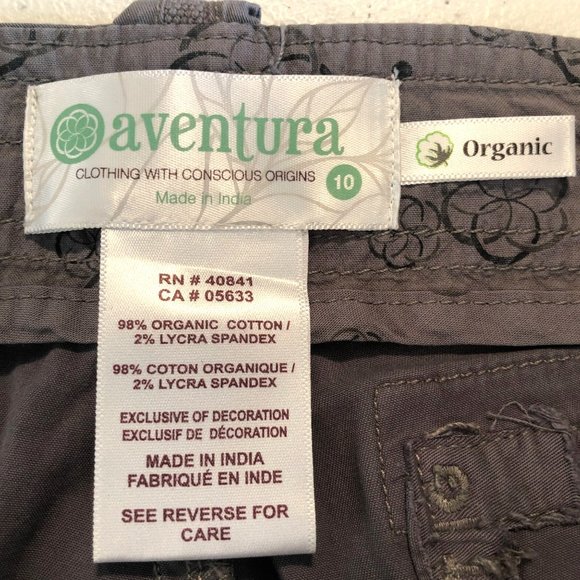 aventura
CLOTHING WITH CONSCIOUS ORIGINS
10
Made in India
Organic
RN # 40841
CA # 05633
98% ORGANIC COTTON /
2% LYCRA SPANDEX
98% COTON ORGANIQUE /
2% LYCRA SPANDEX
EXCLUSIVE OF DECORATION
EXCLUSIF DE DÉCORATION
MADE IN INDIA
FABRIQUÉ EN INDE
SEE REVERSE FOR
CARE